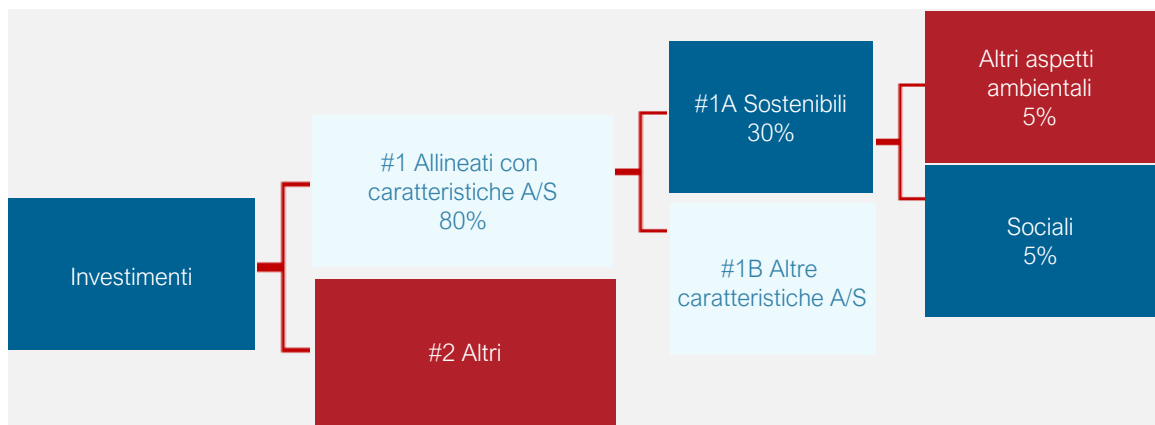 Investimenti
#1 Allineati con
caratteristiche A/S
80%
#2 Altri
#1A Sostenibili
30%
#1B Altre
caratteristiche A/S
Altri aspetti
ambientali
5%
Sociali
5%